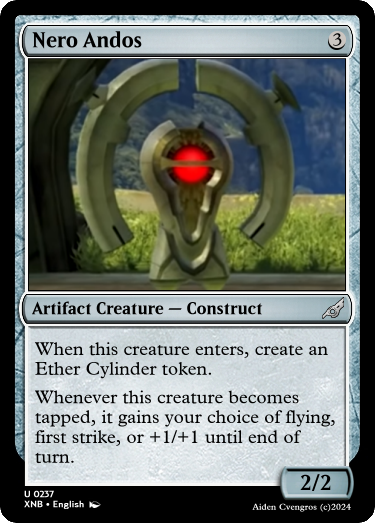 Nero Andos
3
Artifact Creature — Construct
When this creature enters, create an
Ether Cylinder token.
Whenever this creature becomes
tapped, it gains your choice of flying,
first strike, or +1/+1 until end of
turn.
2/2
U 0237
XNB • English
Aiden Cvengros (c)2024